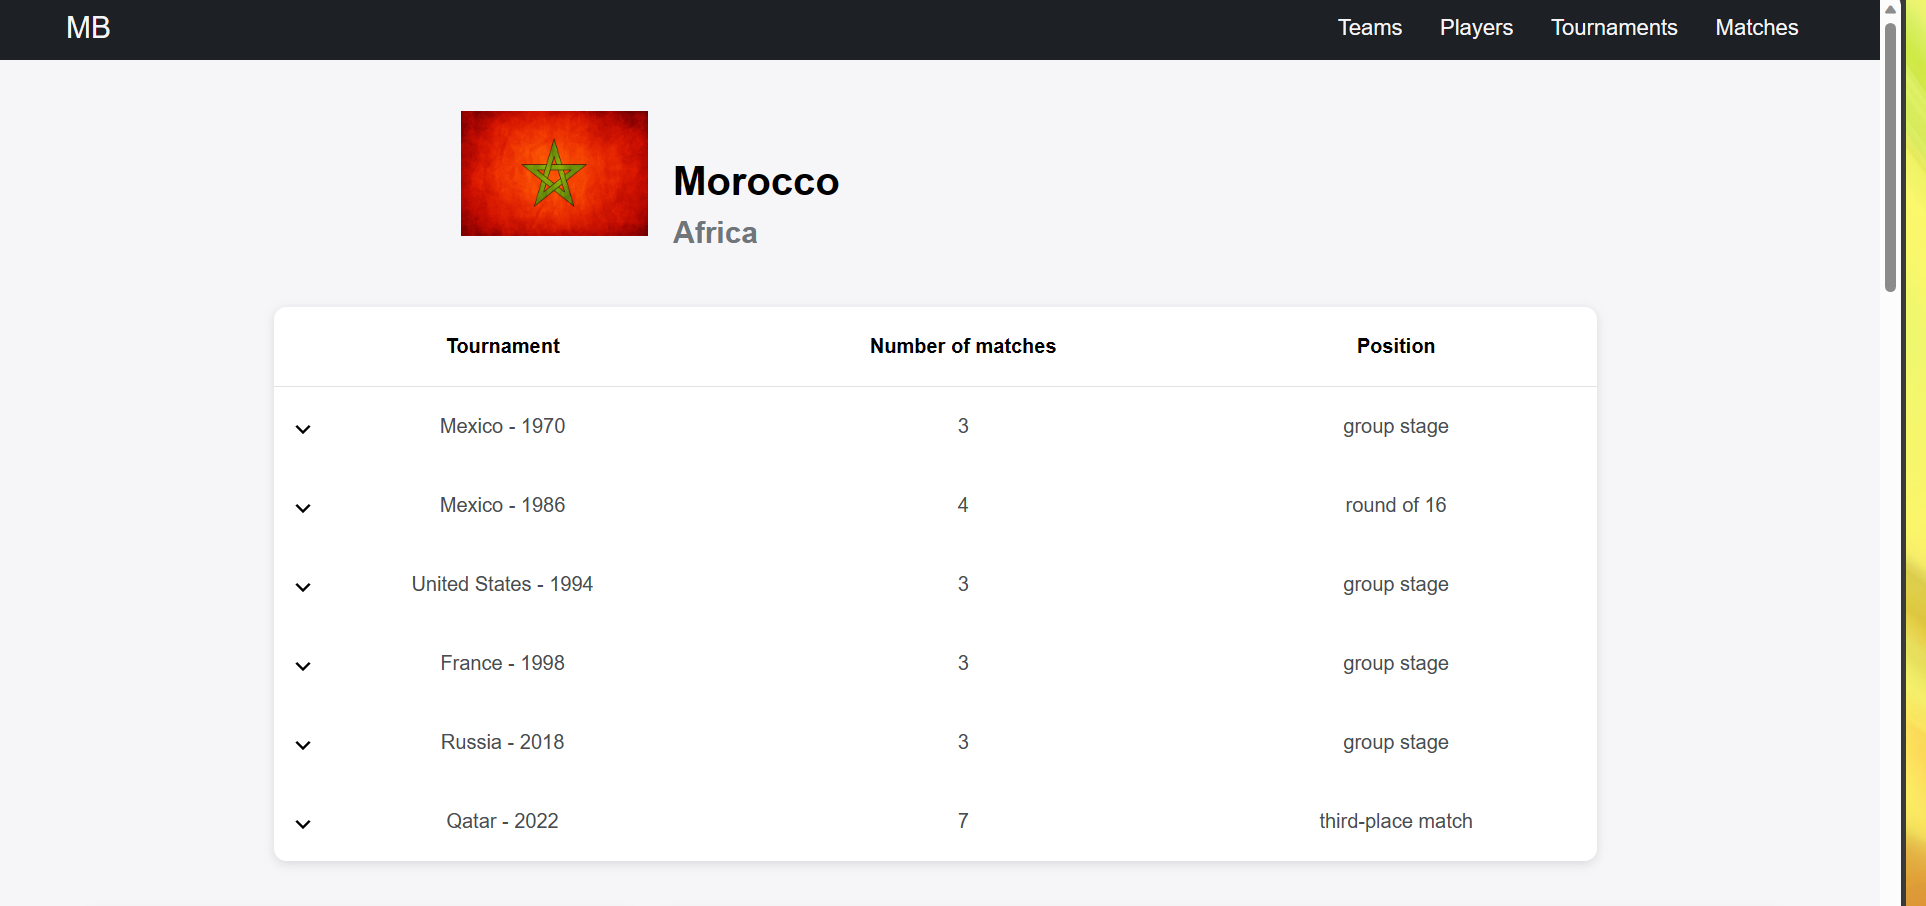 MB Teams Players Tournaments Matches
Morocco
Africa
Tournament Number of matches Position
Mexico - 1970 3 group stage
Mexico - 1986 4 round of 16
United States - 1994 3 group stage
France - 1998 3 group stage
Russia - 2018 3 group stage
Qatar - 2022 7 third-place match